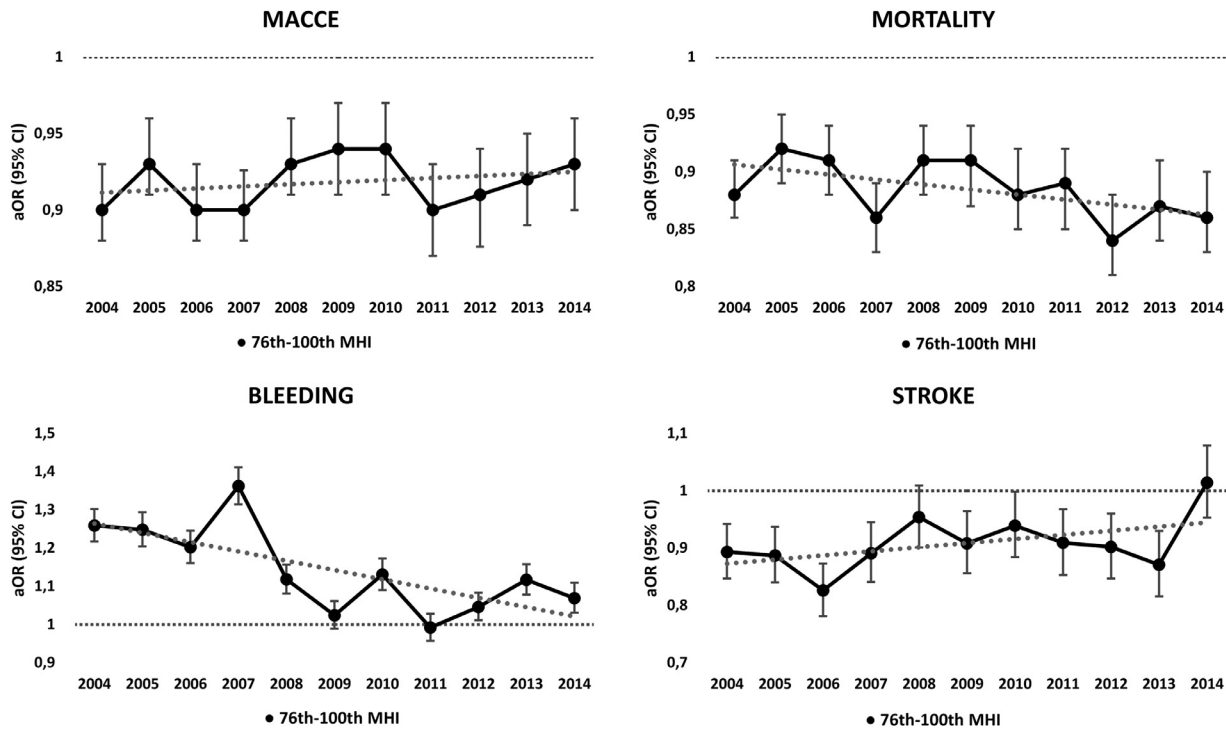 MACCE
aOR (95% CI)
1
0,95
0,9
0,85
2004 2005 2006 2007 2008 2009 2010 2011 2012 2013 2014
● 76th-100th MHI
MORTALITY
aOR (95% CI)
1
0,95
0,9
0,85
0,8
2004 2005 2006 2007 2008 2009 2010 2011 2012 2013 2014
● 76th-100th MHI
BLEEDING
aOR (95% CI)
1,5
1,4
1,3
1,2
1,1
1
0,9
2004 2005 2006 2007 2008 2009 2010 2011 2012 2013 2014
● 76th-100th MHI
STROKE
aOR (95% CI)
1,1
1
0,9
0,8
0,7
2004 2005 2006 2007 2008 2009 2010 2011 2012 2013 2014
● 76th-100th MHI